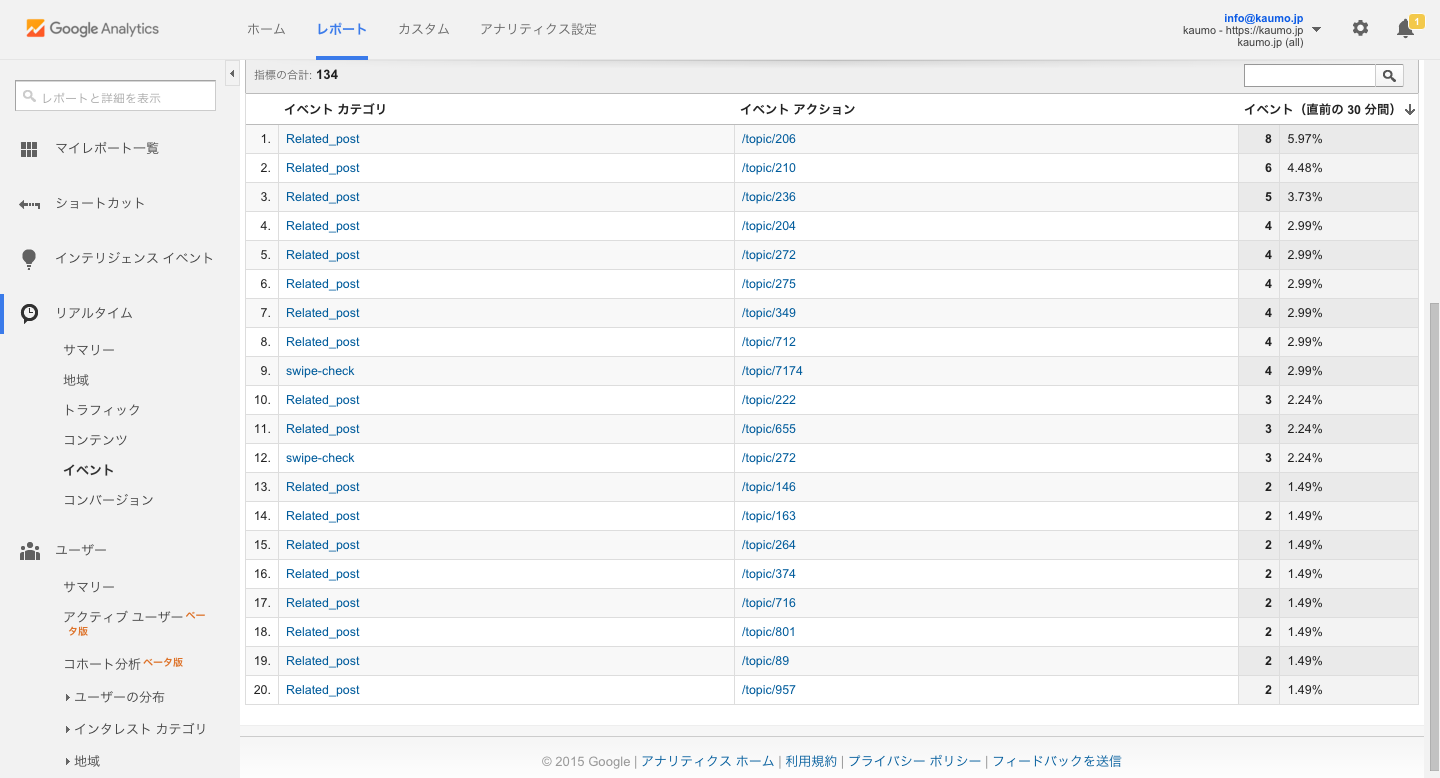 Google Analytics
ホーム
レポート
カスタム
アナリティクス設定
info@kaumo.jp
kaumo - https://kaumo.jp
kaumo.jp (all)
1
レポートと詳細を表示
マイレポート一覧
ショートカット
インテリジェンス イベント
リアルタイム
サマリー
地域
トラフィック
コンテンツ
イベント
コンバージョン
ユーザー
サマリー
アクティブ ユーザー ベー
タ版
コホート分析 ベータ版
ユーザーの分布
インタレスト カテゴリ
地域
指標の合計: 134
イベント カテゴリ イベント アクション イベント（直前の 30 分間）
1. Related_post /topic/206 8 5.97%
2. Related_post /topic/210 6 4.48%
3. Related_post /topic/236 5 3.73%
4. Related_post /topic/204 4 2.99%
5. Related_post /topic/272 4 2.99%
6. Related_post /topic/275 4 2.99%
7. Related_post /topic/349 4 2.99%
8. Related_post /topic/712 4 2.99%
9. swipe-check /topic/7174 4 2.99%
10. Related_post /topic/222 3 2.24%
11. Related_post /topic/655 3 2.24%
12. swipe-check /topic/272 3 2.24%
13. Related_post /topic/146 2 1.49%
14. Related_post /topic/163 2 1.49%
15. Related_post /topic/264 2 1.49%
16. Related_post /topic/374 2 1.49%
17. Related_post /topic/716 2 1.49%
18. Related_post /topic/801 2 1.49%
19. Related_post /topic/89 2 1.49%
20. Related_post /topic/957 2 1.49%
© 2015 Google | アナリティクス ホーム | 利用規約 | プライバシー ポリシー | フィードバックを送信